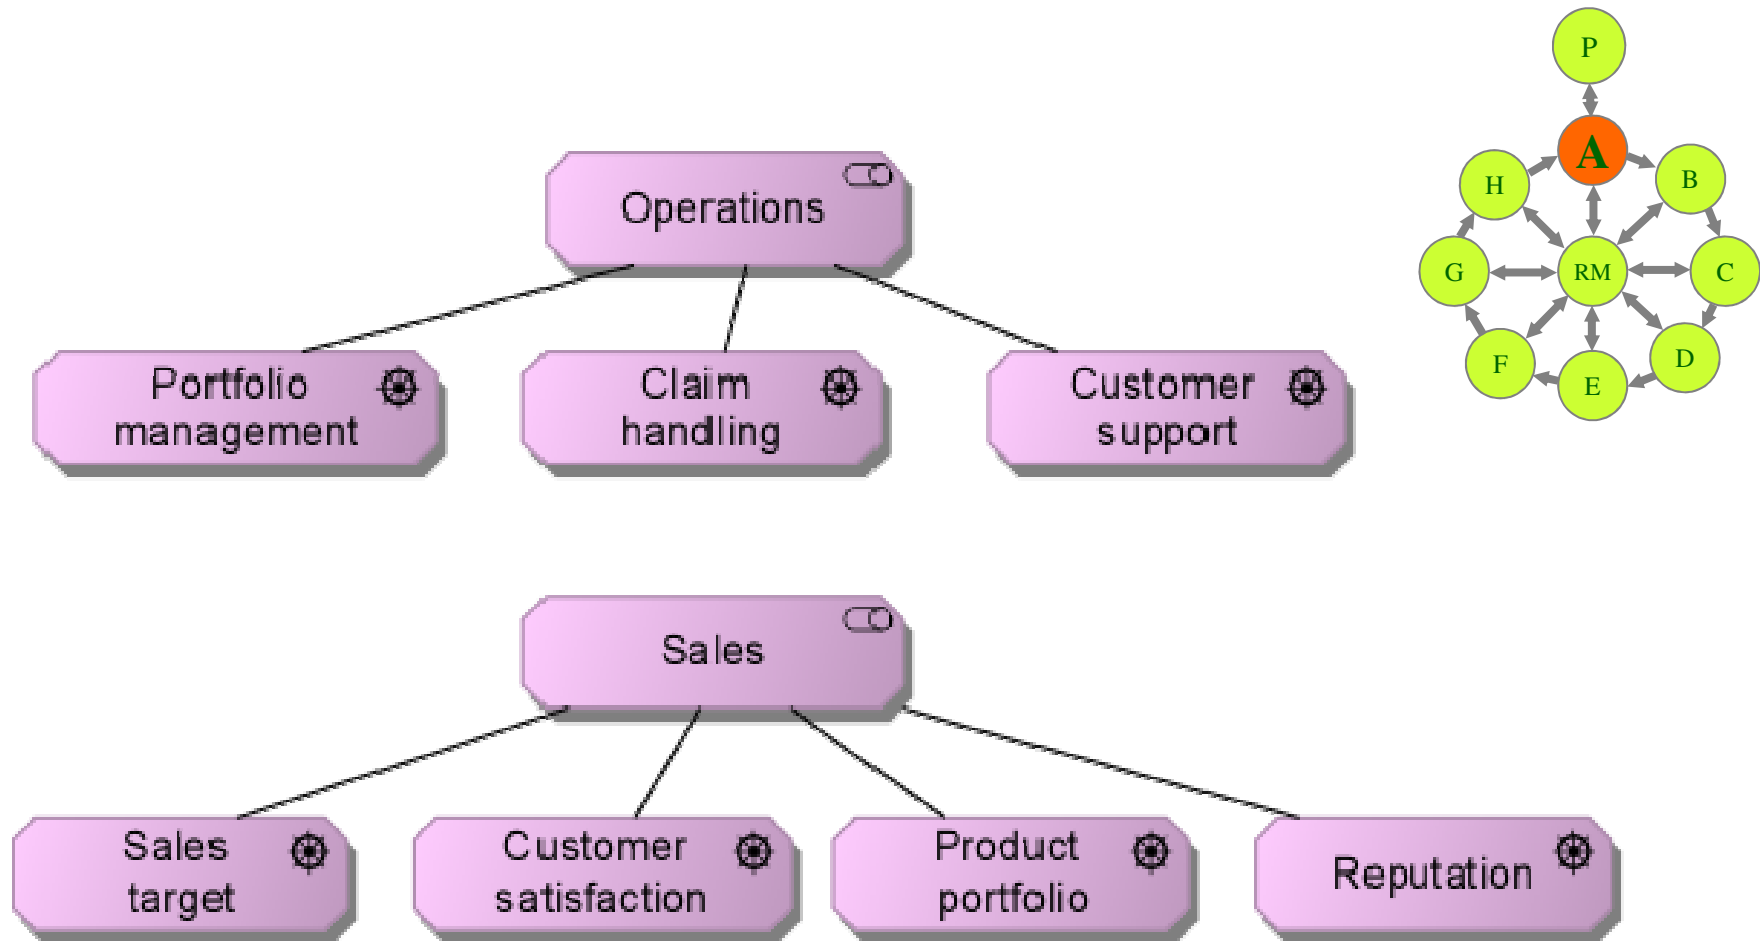 P
A
B
H
G
RM
C
F
E
D
Operations
Portfolio
management
Claim
handling
Customer
support
Sales
Sales
target
Customer
satisfaction
Product
portfolio
Reputation